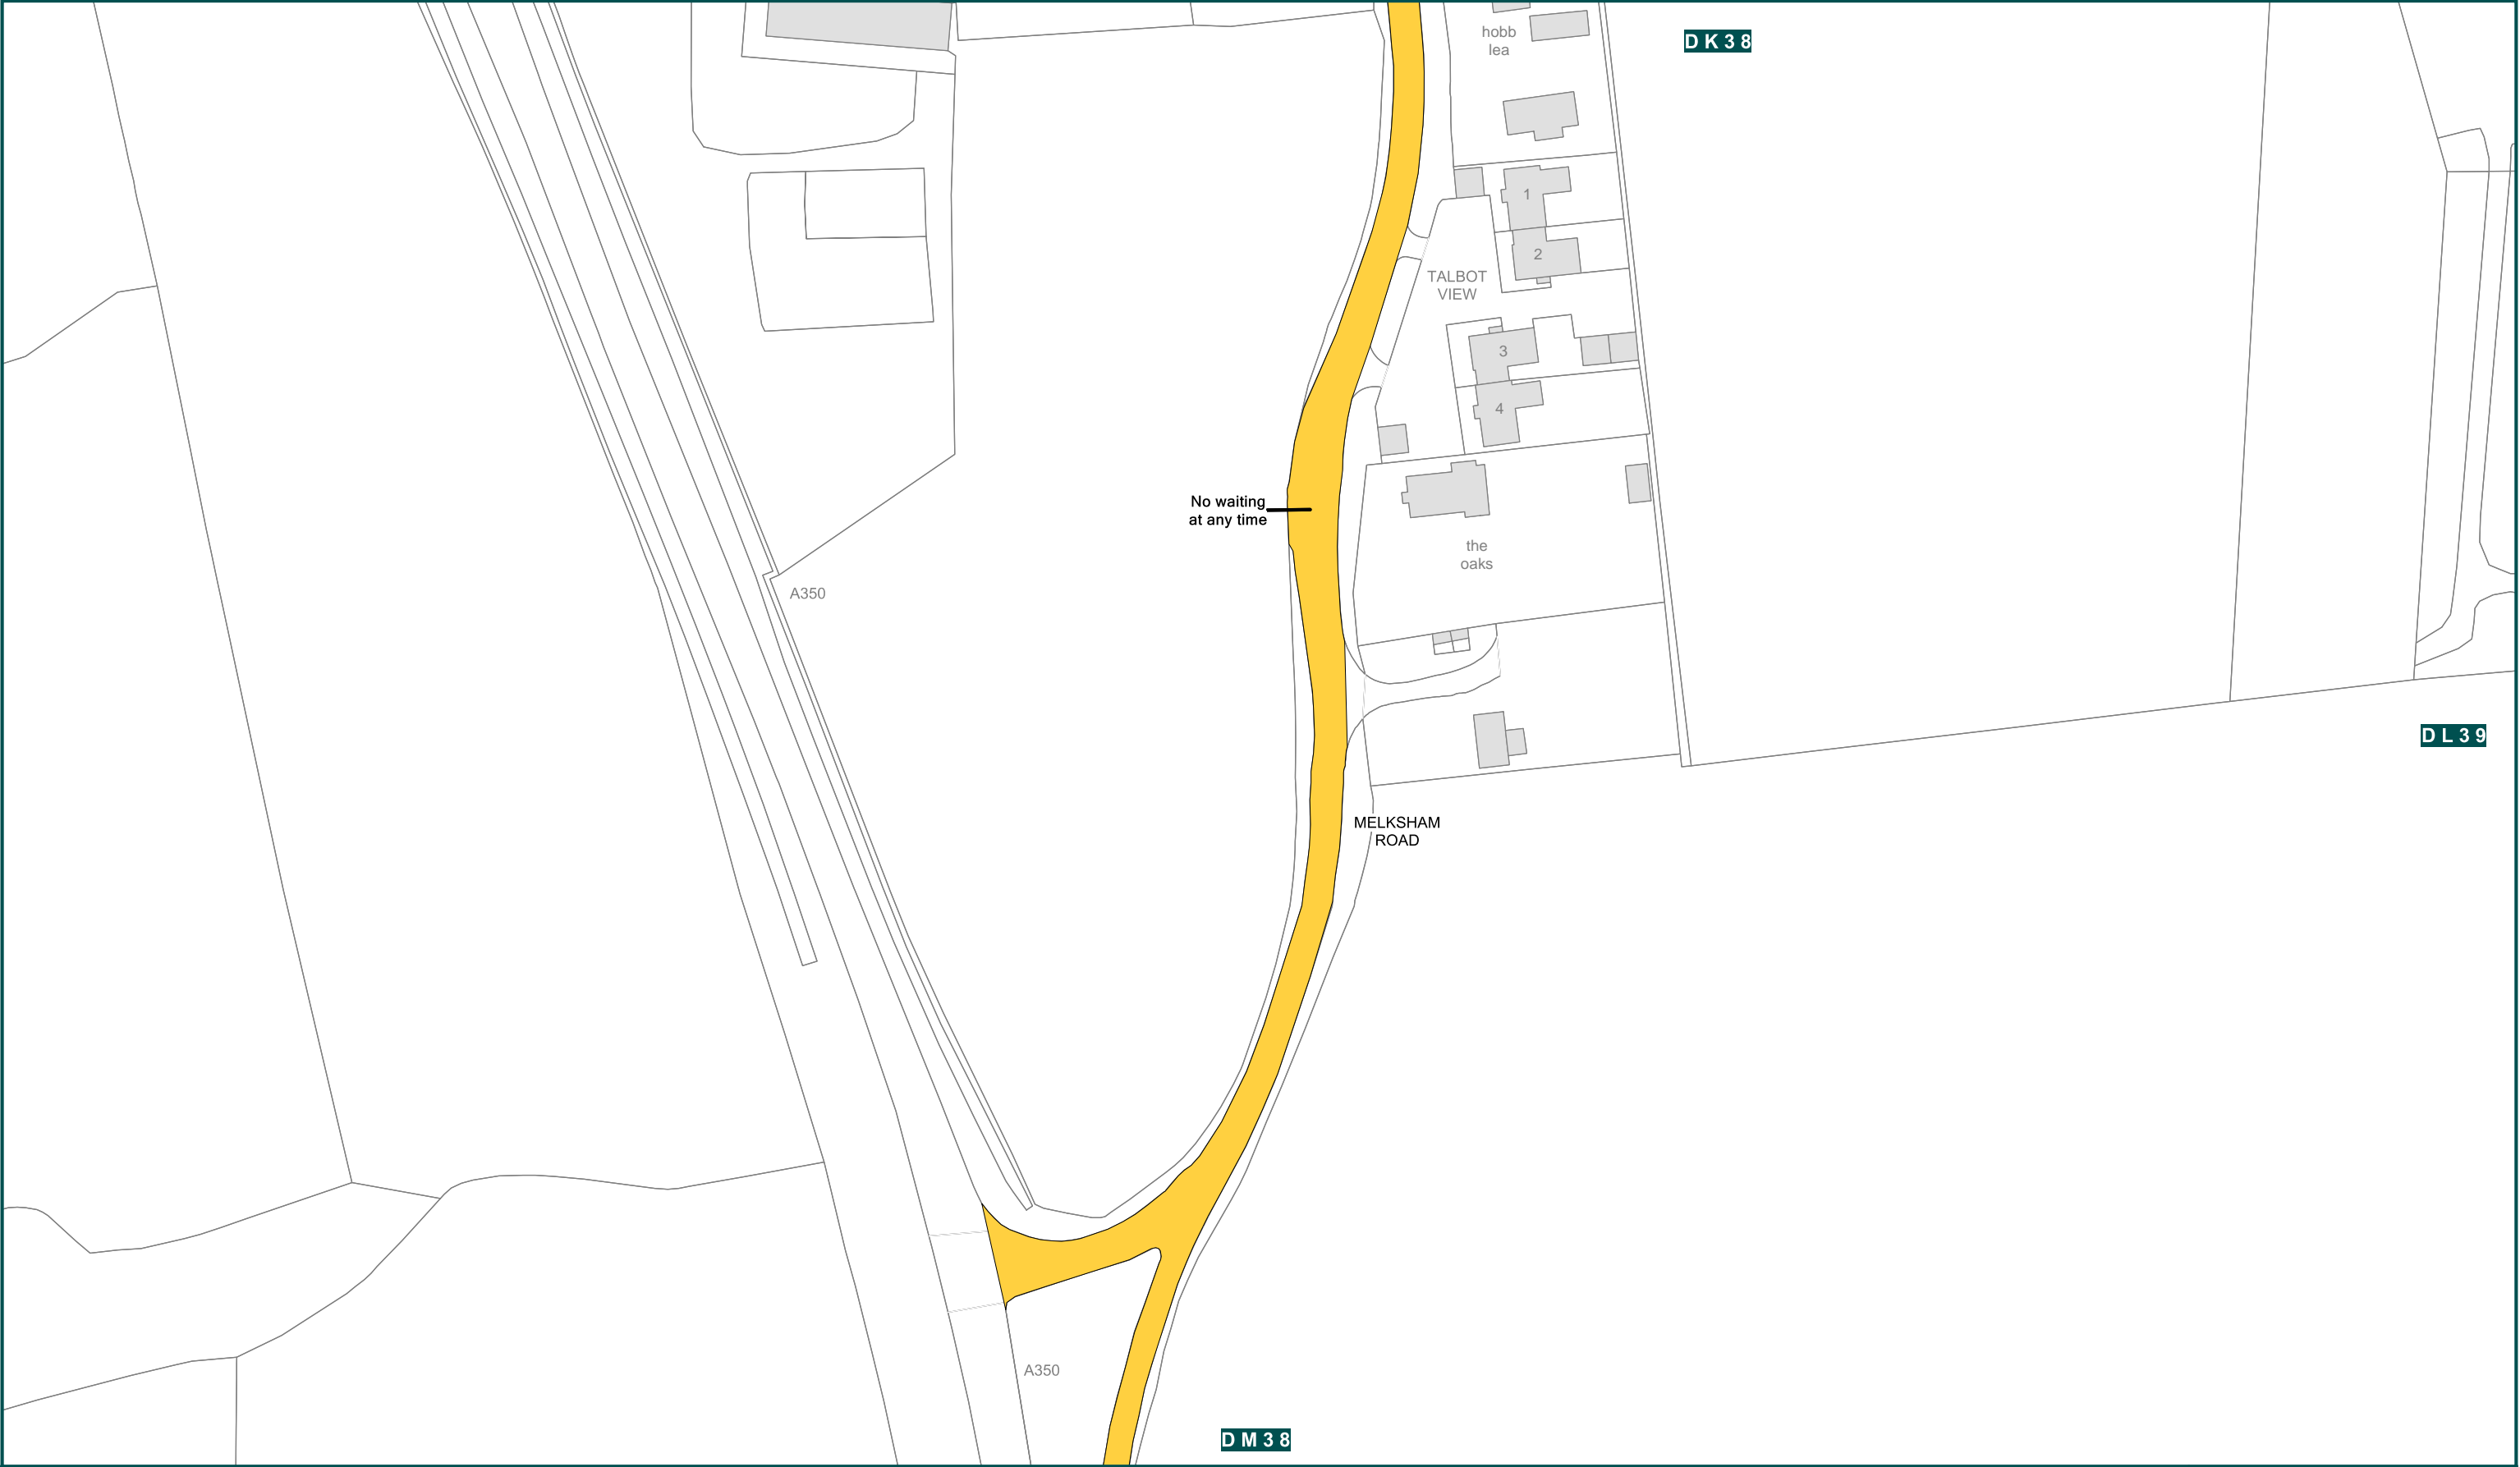 hobb
lea
DK38
1
2
TALBOT
VIEW
3
4
No waiting
at any time
the
oaks
A350
DL39
MELKSHAM
ROAD
A350
DM38